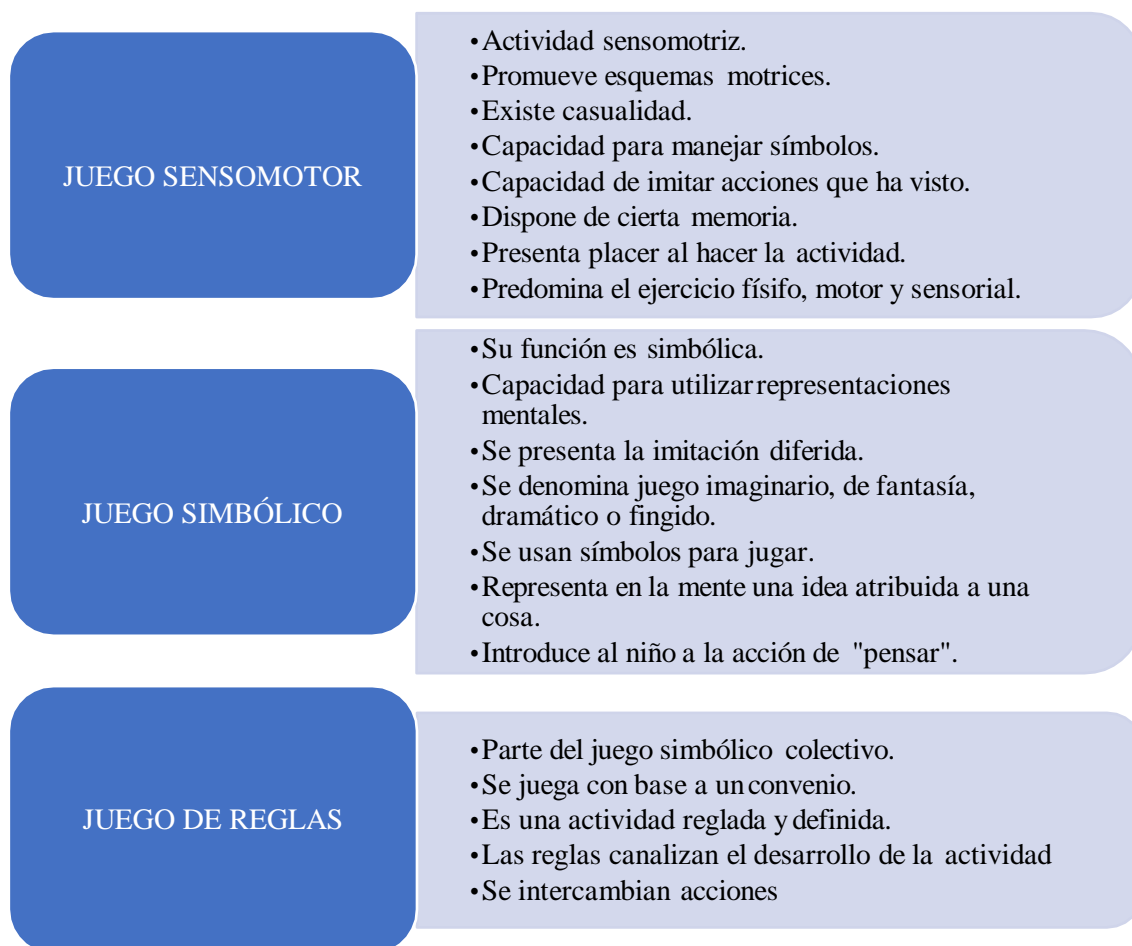 JUEGO SENSOMOTOR
•Actividad sensomotriz.
•Promueve esquemas motrices.
•Existe casualidad.
•Capacidad para manejar símbolos.
•Capacidad de imitar acciones que ha visto.
•Dispone de cierta memoria.
•Presenta placer al hacer la actividad.
•Predomina el ejercicio físifo, motor y sensorial.
JUEGO SIMBÓLICO
•Su función es simbólica.
•Capacidad para utilizar representaciones
mentales.
•Se presenta la imitación diferida.
•Se denomina juego imaginario, de fantasía,
dramático o fingido.
•Se usan símbolos para jugar.
•Representa en la mente una idea atribuida a una
cosa.
•Introduce al niño a la acción de "pensar".
JUEGO DE REGLAS
•Parte del juego simbólico colectivo.
•Se juega con base a un convenio.
•Es una actividad reglada y definida.
•Las reglas canalizan el desarrollo de la actividad
•Se intercambian acciones